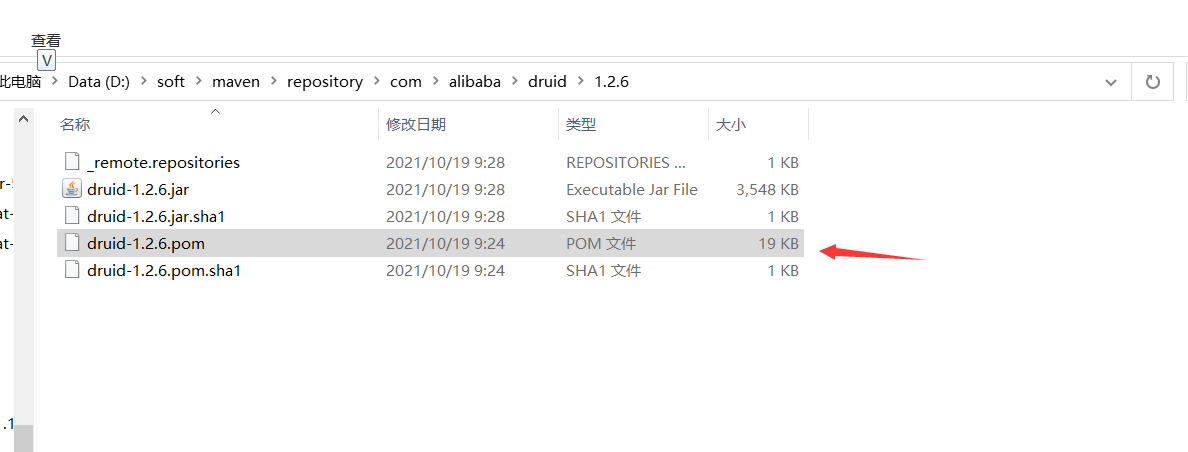 查看
V
此电脑 > Data (D:) > soft > maven > repository > com > alibaba > druid > 1.2.6
名称 修改日期 类型 大小
_remote.repositories 2021/10/19 9:28 REPOSITORIES ... 1 KB
druid-1.2.6.jar 2021/10/19 9:28 Executable Jar File 3,548 KB
druid-1.2.6.jar.sha1 2021/10/19 9:28 SHA1 文件 1 KB
druid-1.2.6.pom 2021/10/19 9:24 POM 文件 19 KB
druid-1.2.6.pom.sha1 2021/10/19 9:24 SHA1 文件 1 KB
at-
at-
.1